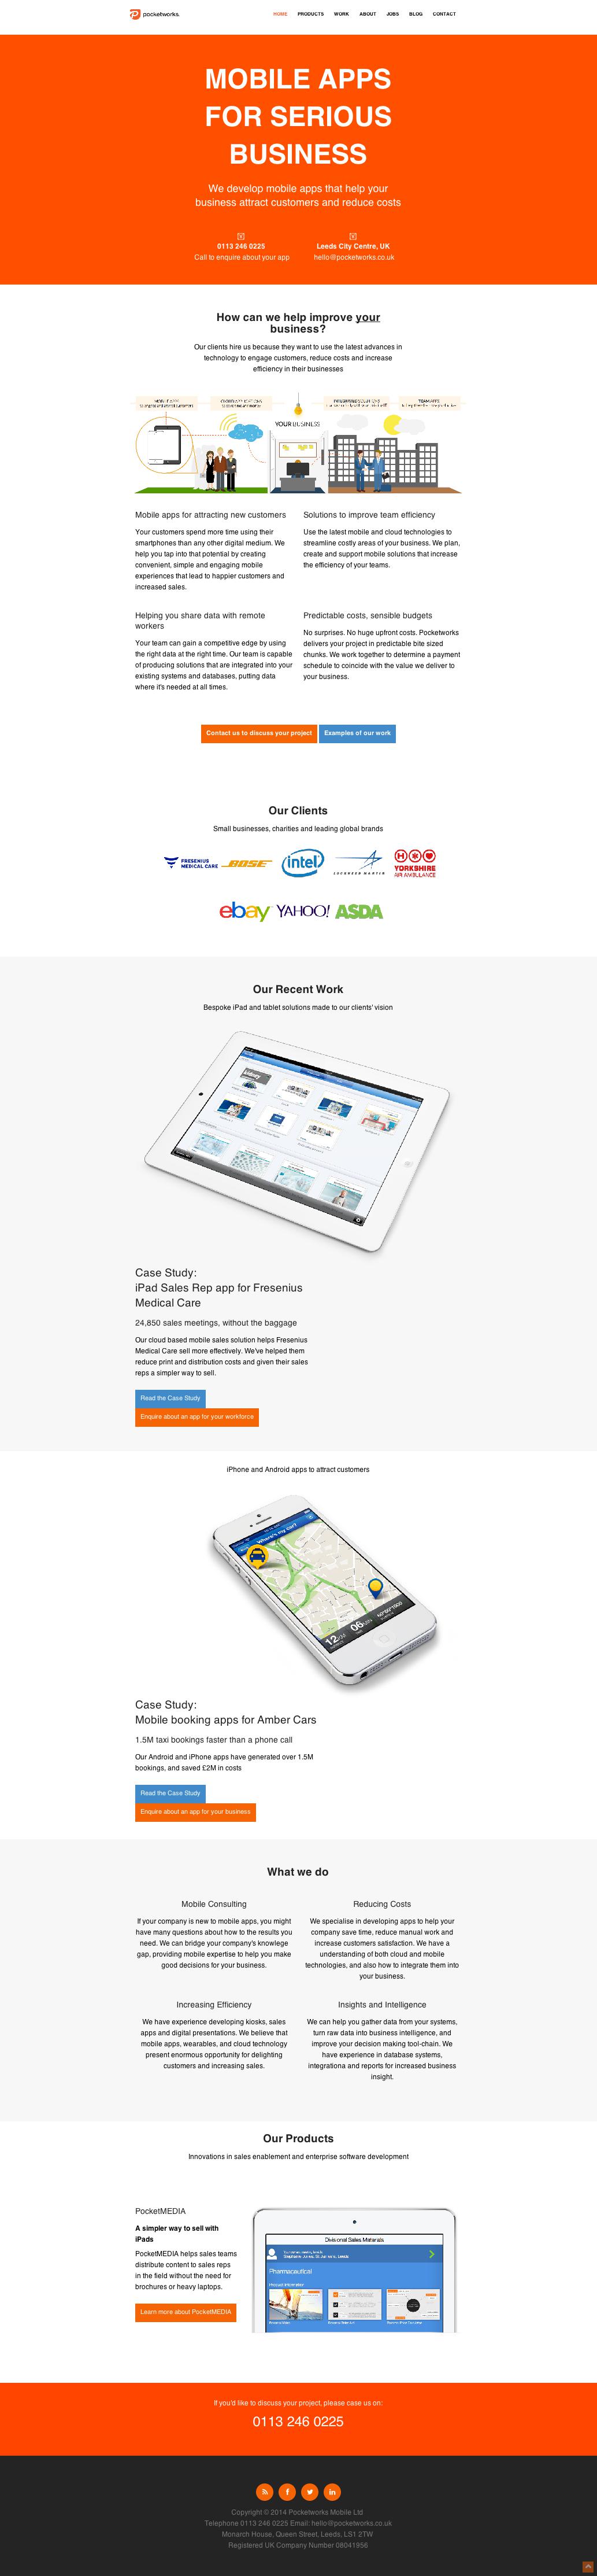 pocketworks.
HOME PRODUCTS WORK ABOUT JOBS BLOG CONTACT
MOBILE APPS
FOR SERIOUS
BUSINESS
We develop mobile apps that help your
business attract customers and reduce costs
0113 246 0225
Call to enquire about your app
Leeds City Centre, UK
hello@pocketworks.co.uk
How can we help improve your
business?
Our clients hire us because they want to use the latest advances in
technology to engage customers, reduce costs and increase
efficiency in their businesses
YOUR BUSINESS
Mobile apps for attracting new customers
Your customers spend more time using their
smartphones than any other digital medium. We
help you tap into that potential by creating
convenient, simple and engaging mobile
experiences that lead to happier customers and
increased sales.
Solutions to improve team efficiency
Use the latest mobile and cloud technologies to
streamline costly areas of your business. We plan,
create and support mobile solutions that increase
the efficiency of your teams.
Helping you share data with remote
workers
Your team can gain a competitive edge by using
the right data at the right time. Our team is capable
of producing solutions that are integrated into your
existing systems and databases, putting data
where it's needed at all times.
Predictable costs, sensible budgets
No surprises. No huge upfront costs. Pocketworks
delivers your project in predictable bite sized
chunks. We work together to determine a payment
schedule to coincide with the value we deliver to
your business.
Contact us to discuss your project
Examples of our work
Our Clients
Small businesses, charities and leading global brands
FRESENIUS
MEDICAL CARE
BOSE
intel
LOCKHEED MARTIN
YORKSHIRE
AIR AMBULANCE
ebay
YAHOO!
ASDA
Our Recent Work
Bespoke iPad and tablet solutions made to our clients' vision
Case Study:
iPad Sales Rep app for Fresenius
Medical Care
24,850 sales meetings, without the baggage
Our cloud based mobile sales solution helps Fresenius
Medical Care sell more effectively. We've helped them
reduce print and distribution costs and given their sales
reps a simpler way to sell.
Read the Case Study
Enquire about an app for your workforce
iPhone and Android apps to attract customers
Where's my car?
Case Study:
Mobile booking apps for Amber Cars
1.5M taxi bookings faster than a phone call
Our Android and iPhone apps have generated over 1.5M
bookings, and saved £2M in costs
Read the Case Study
Enquire about an app for your business
What we do
Mobile Consulting
If your company is new to mobile apps, you might
have many questions about how to the results you
need. We can bridge your company's knowlege
gap, providing mobile expertise to help you make
good decisions for your business.
Reducing Costs
We specialise in developing apps to help your
company save time, reduce manual work and
increase customers satisfaction. We have a
understanding of both cloud and mobile
technologies, and also how to integrate them into
your business.
Increasing Efficiency
We have experience developing kiosks, sales
apps and digital presentations. We believe that
mobile apps, wearables, and cloud technology
present enormous opportunity for delighting
customers and increasing sales.
Insights and Intelligence
We can help you gather data from your systems,
turn raw data into business intelligence, and
improve your decision making tool-chain. We
have experience in database systems,
integrationa and reports for increased business
insight.
Our Products
Innovations in sales enablement and enterprise software development
PocketMEDIA
A simpler way to sell with
iPads
PocketMEDIA helps sales teams
distribute content to sales reps
in the field without the need for
brochures or heavy laptops.
Learn more about PocketMEDIA
Divisional Sales Materials
Pharmaceutical
If you'd like to discuss your project, please case us on:
0113 246 0225
Copyright © 2014 Pocketworks Mobile Ltd
Telephone 0113 246 0225 Email: hello@pocketworks.co.uk
Monarch House, Queen Street, Leeds, LS1 2TW
Registered UK Company Number 08041956